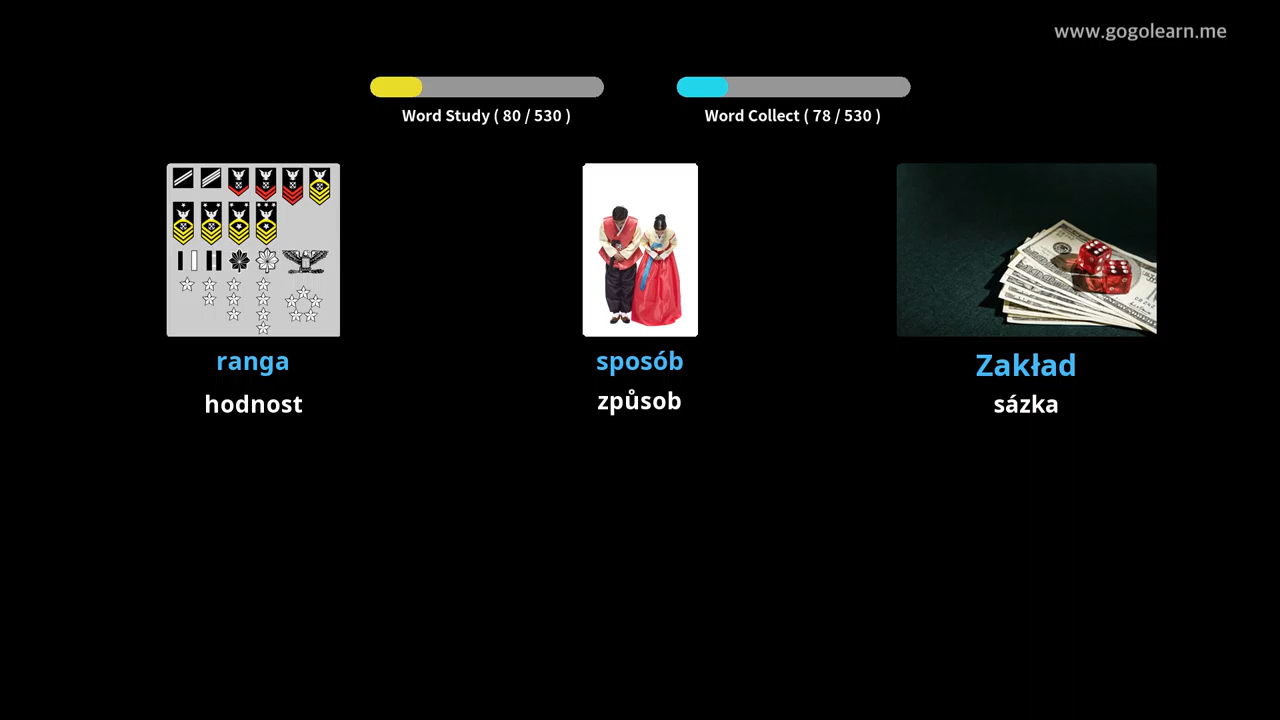 www.gogolearn.me
Word Study ( 80 / 530 )
Word Collect ( 78 / 530 )
ranga
sposób
Zakład
hodnost
způsob
sázka